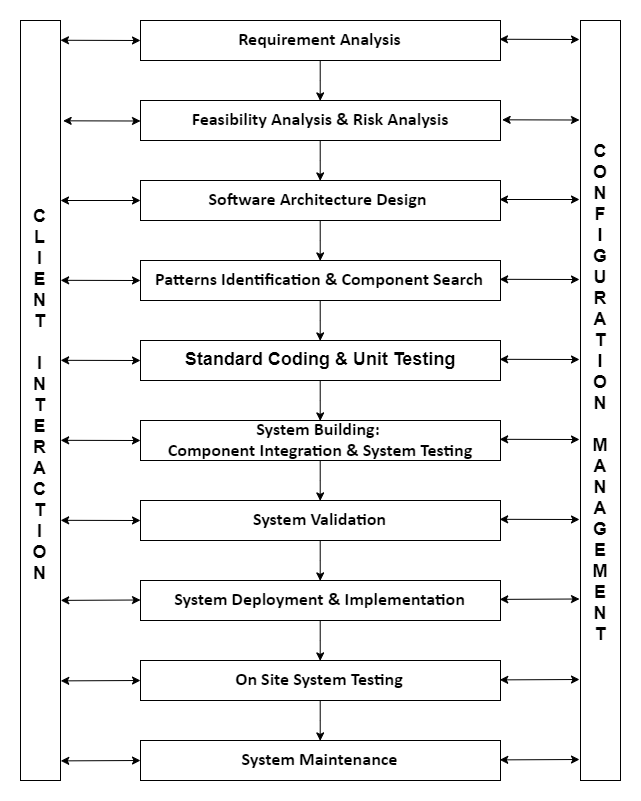 Requirement Analysis
Feasibility Analysis & Risk Analysis
Software Architecture Design
Patterns Identification & Component Search
Standard Coding & Unit Testing
System Building:
Component Integration & System Testing
System Validation
System Deployment & Implementation
On Site System Testing
System Maintenance
CLIENT INTERACTION
CONFIGURATION MANAGEMENT